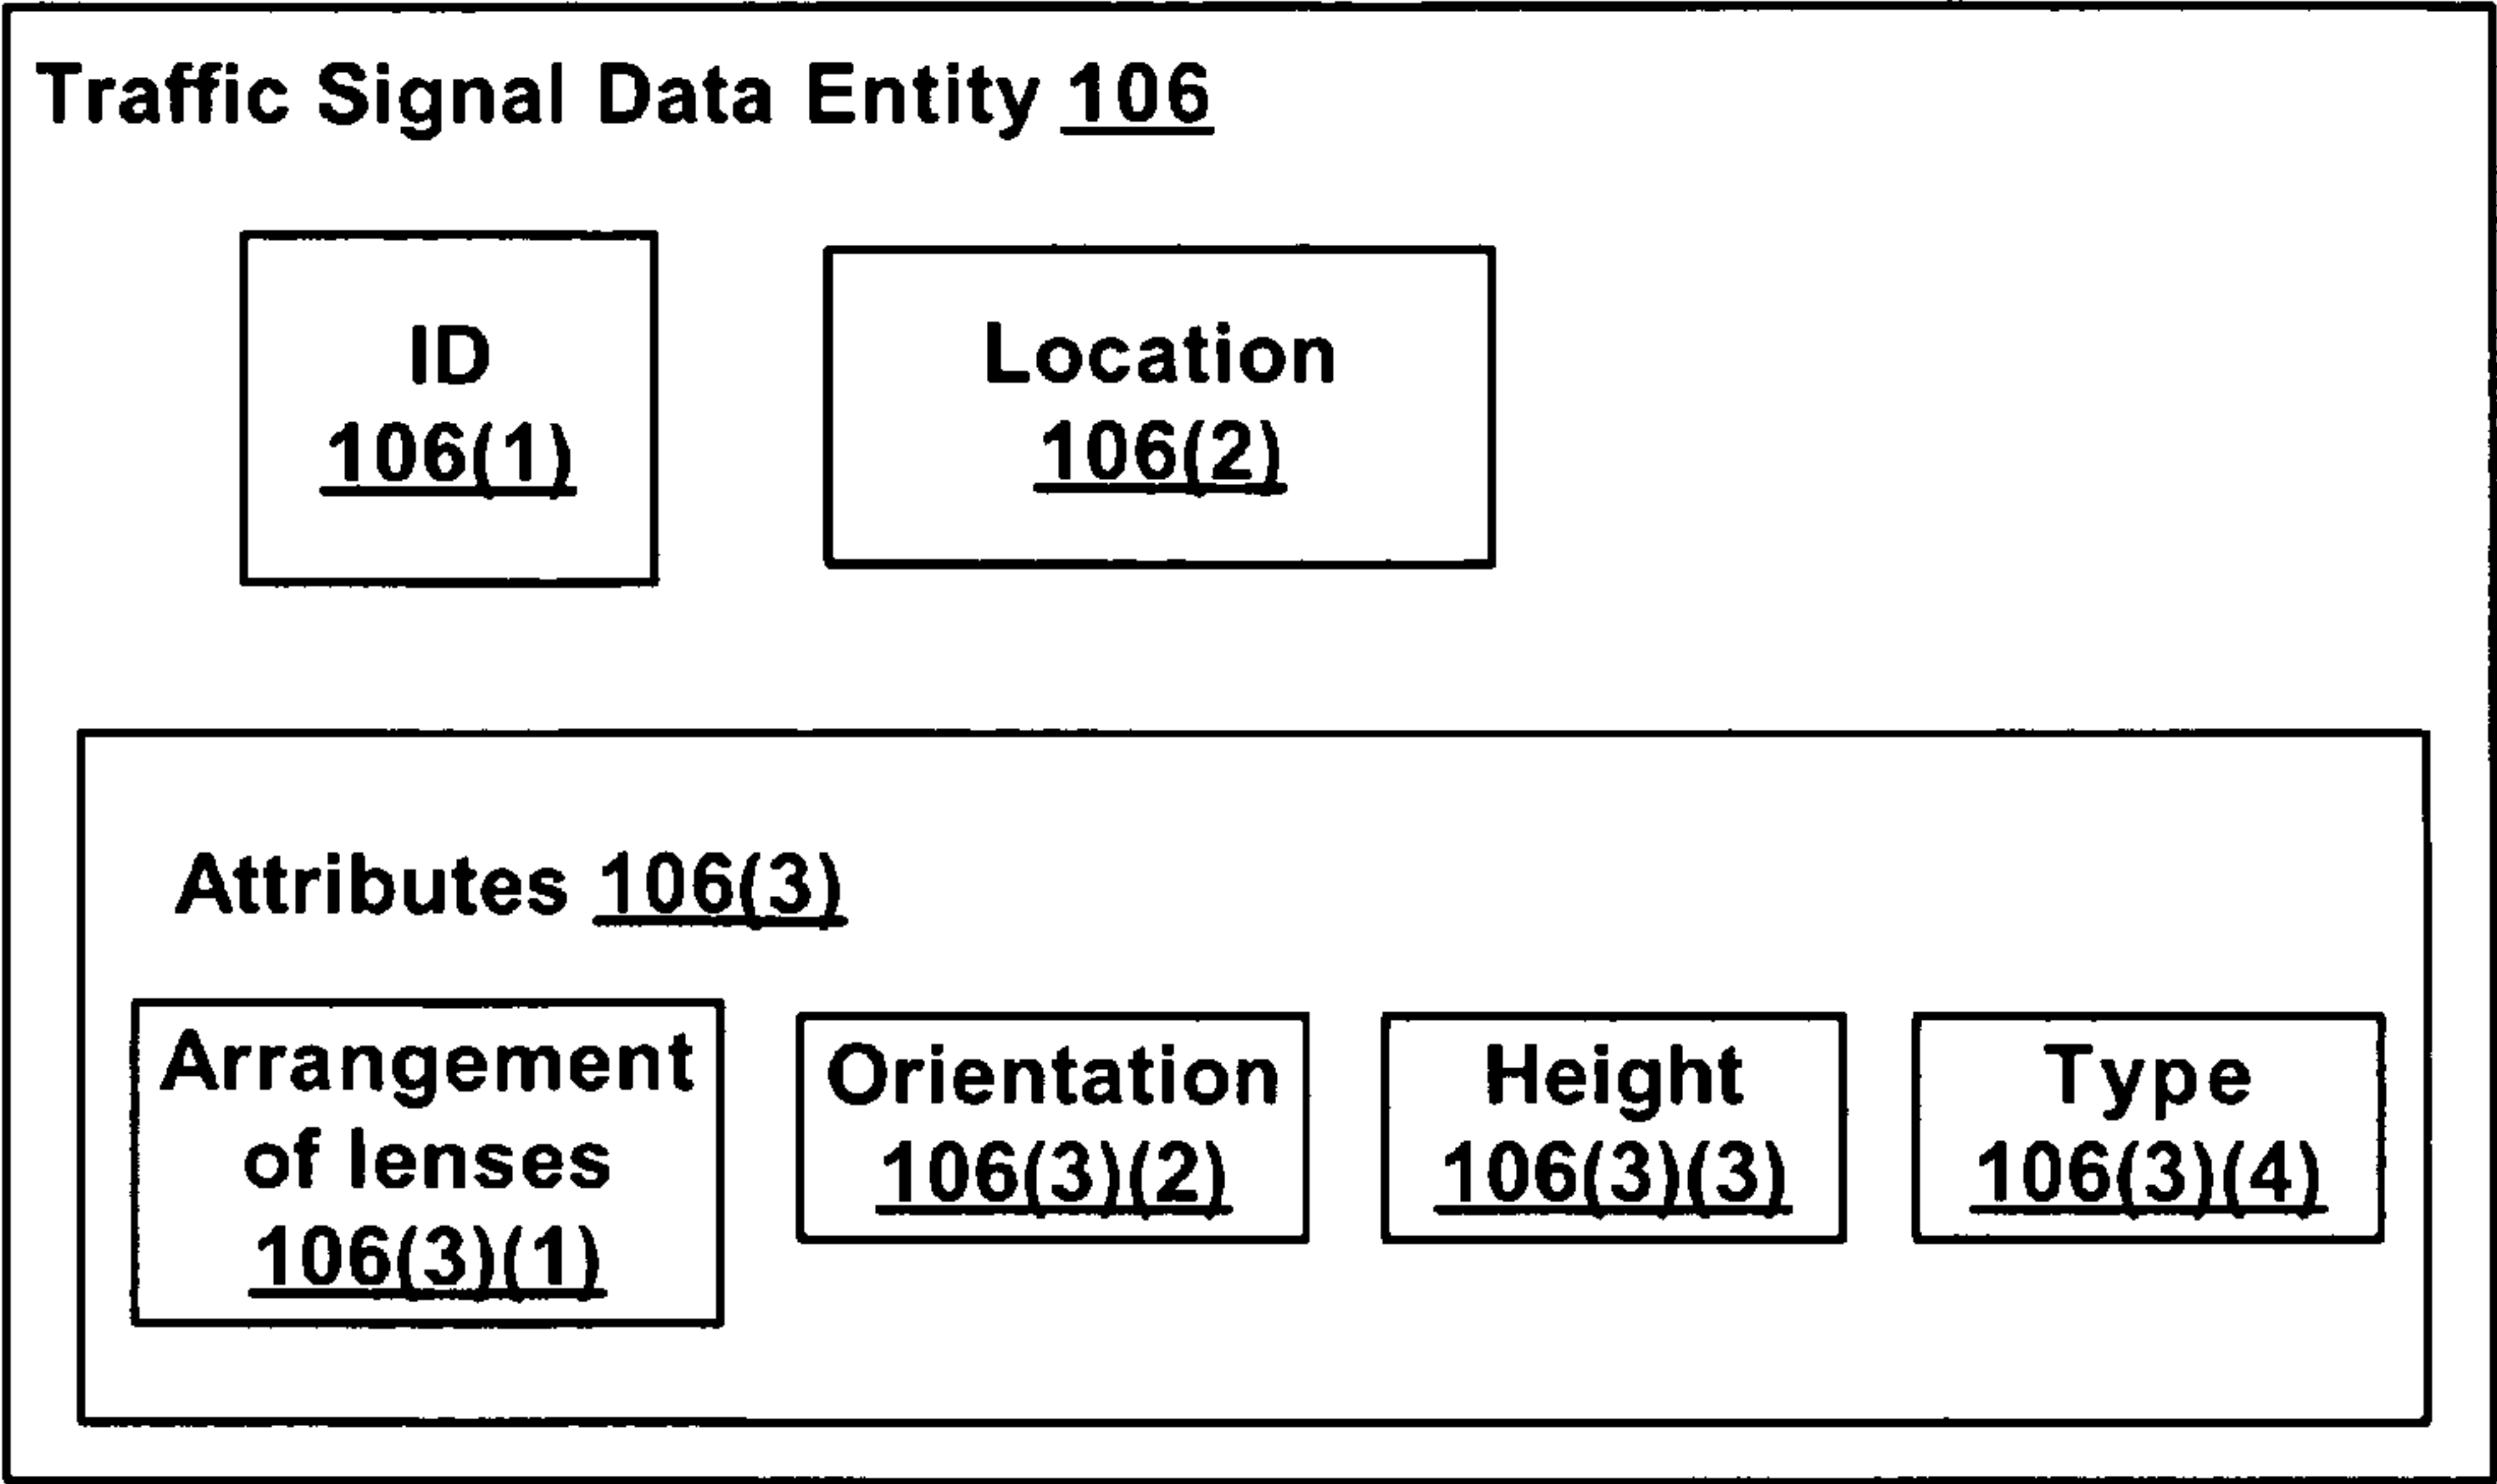 Traffic Signal Data Entity 106
ID
106(1)
Location
106(2)
Attributes 106(3)
Arrangement
of lenses
106(3)(1)
Orientation
106(3)(2)
Height
106(3)(3)
Type
106(3)(4)